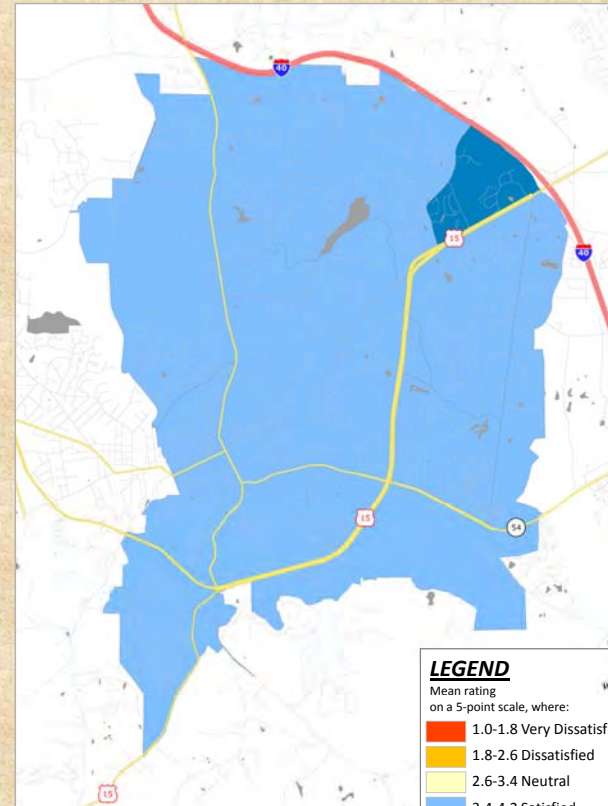 40
15
40
15
54
15
LEGEND
Mean rating
on a 5-point scale, where:
1.0-1.8 Very Dissatisf
1.8-2.6 Dissatisfied
2.6-3.4 Neutral